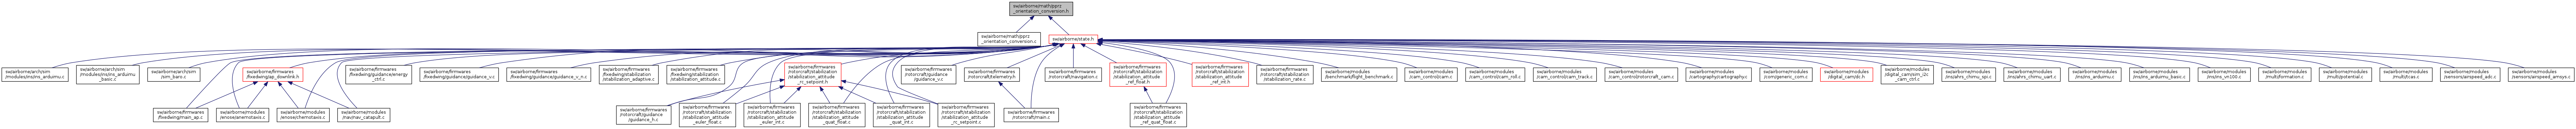 sw/airborne/math/pprz
_orientation_conversion.h
sw/airborne/math/pprz
_orientation_conversion.c
sw/airborne/state.h
sw/airborne/arch/sim
/modules/ins/ins_arduimu.c
sw/airborne/arch/sim
/modules/ins/ins_arduimu
_basic.c
sw/airborne/arch/sim
/sim_baro.c
sw/airborne/firmwares
/fixedwing/ap_downlink.h
sw/airborne/firmwares
/fixedwing/guidance/energy
_ctrl.c
sw/airborne/firmwares
/fixedwing/guidance/guidance_v.c
sw/airborne/firmwares
/fixedwing/guidance/guidance_v_n.c
sw/airborne/firmwares
/fixedwing/stabilization
/stabilization_adaptive.c
sw/airborne/firmwares
/fixedwing/stabilization
/stabilization_attitude.c
sw/airborne/firmwares
/rotorcraft/stabilization
/stabilization_attitude
_rc_setpoint.h
sw/airborne/firmwares
/rotorcraft/guidance
/guidance_v.c
sw/airborne/firmwares
/rotorcraft/telemetry.h
sw/airborne/firmwares
/rotorcraft/navigation.c
sw/airborne/firmwares
/rotorcraft/stabilization
/stabilization_attitude
_ref_float.h
sw/airborne/firmwares
/rotorcraft/stabilization
/stabilization_attitude
_ref_int.h
sw/airborne/firmwares
/rotorcraft/stabilization
/stabilization_rate.c
sw/airborne/modules
/benchmark/flight_benchmark.c
sw/airborne/modules
/cam_control/cam.c
sw/airborne/modules
/cam_control/cam_roll.c
sw/airborne/modules
/cam_control/cam_track.c
sw/airborne/modules
/cam_control/rotorcraft_cam.c
sw/airborne/modules
/cartography/cartography.c
sw/airborne/modules
/com/generic_com.c
sw/airborne/modules
/digital_cam/dc.h
sw/airborne/modules
/digital_cam/sim_i2c
_cam_ctrl.c
sw/airborne/modules
/ins/ahrs_chimu_spi.c
sw/airborne/modules
/ins/ahrs_chimu_uart.c
sw/airborne/modules
/ins/ins_arduimu.c
sw/airborne/modules
/ins/ins_arduimu_basic.c
sw/airborne/modules
/ins/ins_vn100.c
sw/airborne/modules
/multi/formation.c
sw/airborne/modules
/multi/potential.c
sw/airborne/modules
/multi/tcas.c
sw/airborne/modules
/sensors/airspeed_adc.c
sw/airborne/modules
/sensors/airspeed_amsys.c
sw/airborne/firmwares
/fixedwing/main_ap.c
sw/airborne/modules
/enose/anemotaxis.c
sw/airborne/modules
/enose/chemotaxis.c
sw/airborne/modules
/nav/nav_catapult.c
sw/airborne/firmwares
/rotorcraft/guidance
/guidance_h.c
sw/airborne/firmwares
/rotorcraft/stabilization
/stabilization_attitude
_euler_float.c
sw/airborne/firmwares
/rotorcraft/stabilization
/stabilization_attitude
_euler_int.c
sw/airborne/firmwares
/rotorcraft/stabilization
/stabilization_attitude
_quat_float.c
sw/airborne/firmwares
/rotorcraft/stabilization
/stabilization_attitude
_quat_int.c
sw/airborne/firmwares
/rotorcraft/stabilization
/stabilization_attitude
_rc_setpoint.c
sw/airborne/firmwares
/rotorcraft/main.c
sw/airborne/firmwares
/rotorcraft/stabilization
/stabilization_attitude
_ref_quat_float.c